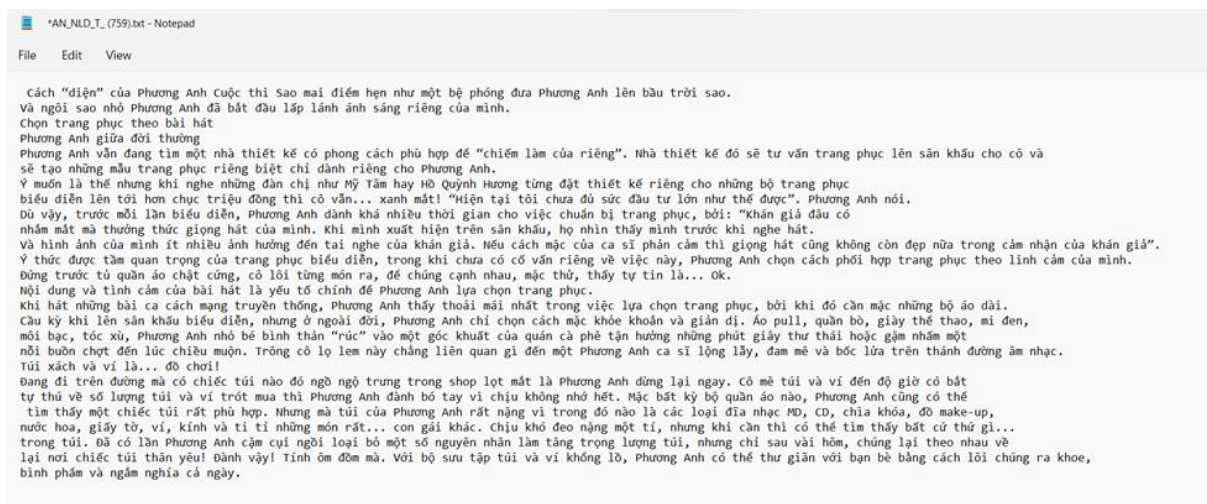 *AN_NLD_T_ (759).txt - Notepad
File Edit View
Cách “diện” của Phương Anh Cuộc thi Sao mai điểm hẹn như một bệ phóng đưa Phương Anh lên bầu trời sao.
Và ngôi sao nhỏ Phương Anh đã bắt đầu lấp lánh ánh sáng riêng của mình.
Chọn trang phục theo bài hát
Phương Anh giữa đời thường
Phương Anh vẫn đang tìm một nhà thiết kế có phong cách phù hợp để “chiếm làm của riêng”. Nhà thiết kế đó sẽ tư vấn trang phục lên sân khấu cho cô và
sẽ tạo những mẫu trang phục riêng biệt chỉ dành riêng cho Phương Anh.
Ý muốn là thế nhưng khi nghe những đàn chị như Mỹ Tâm hay Hồ Quỳnh Hương từng đặt thiết kế riêng cho những bộ trang phục
biểu diễn lên tới hơn chục triệu đồng thì cô vẫn... xanh mắt! “Hiện tại tôi chưa đủ sức đầu tư lớn như thế được”. Phương Anh nói.
Dù vậy, trước mỗi lần biểu diễn, Phương Anh dành khá nhiều thời gian cho việc chuẩn bị trang phục, bởi: “Khán giả đâu có
nhắm mắt mà thưởng thức giọng hát của mình. Khi mình xuất hiện trên sân khấu, họ nhìn thấy mình trước khi nghe hát.
Và hình ảnh của mình ít nhiều ảnh hưởng đến tai nghe của khán giả. Nếu cách mặc của ca sĩ phản cảm thì giọng hát cũng không còn đẹp nữa trong cảm nhận của khán giả”.
Ý thức được tầm quan trọng của trang phục biểu diễn, trong khi chưa có cố vấn riêng về việc này, Phương Anh chọn cách phối hợp trang phục theo linh cảm của mình.
Đứng trước tủ quần áo chật cứng, cô lôi từng món ra, để chúng cạnh nhau, mặc thử, thấy tự tin là... Ok.
Nội dung và tình cảm của bài hát là yếu tố chính để Phương Anh lựa chọn trang phục.
Khi hát những bài ca cách mạng truyền thống, Phương Anh thấy thoải mái nhất trong việc lựa chọn trang phục, bởi khi đó cần mặc những bộ áo dài.
Cầu kỳ khi lên sân khấu biểu diễn, nhưng ở ngoài đời, Phương Anh chỉ chọn cách mặc khỏe khoắn và giản dị. Áo pull, quần bò, giày thể thao, mi đen,
môi bạc, tóc xù, Phương Anh nhỏ bé bình thản “rúc” vào một góc khuất của quán cà phê tận hưởng những phút giây thư thái hoặc gặm nhấm một
nỗi buồn chợt đến lúc chiều muộn. Trông cô lọ lem này chẳng liên quan gì đến một Phương Anh ca sĩ lộng lẫy, đam mê và bốc lửa trên thánh đường âm nhạc.
Túi xách và ví là... đồ chơi!
Đang đi trên đường mà có chiếc túi nào đó ngồ ngộ trưng trong shop lọt mắt là Phương Anh dừng lại ngay. Cô mê túi và ví đến độ giờ có bắt
tự thú về số lượng túi và ví trót mua thì Phương Anh đành bó tay vì chịu không nhớ hết. Mặc bất kỳ bộ quần áo nào, Phương Anh cũng có thể
tìm thấy một chiếc túi rất phù hợp. Nhưng mà túi của Phương Anh rất nặng vì trong đó nào là các loại đĩa nhạc MD, CD, chìa khóa, đồ make-up,
nước hoa, giấy tờ, ví, kính và ti tỉ những món rất... con gái khác. Chịu khó đeo nặng một tí, nhưng khi cần thì có thể tìm thấy bất cứ thứ gì...
trong túi. Đã có lần Phương Anh cặm cụi ngồi loại bỏ một số nguyên nhân làm tăng trọng lượng túi, nhưng chỉ sau vài hôm, chúng lại theo nhau về
lại nơi chiếc túi thân yêu! Đành vậy! Tính ôm đồm mà. Với bộ sưu tập túi và ví khổng lồ, Phương Anh có thể thư giãn với bạn bè bằng cách lôi chúng ra khoe,
bình phẩm và ngắm nghía cả ngày.